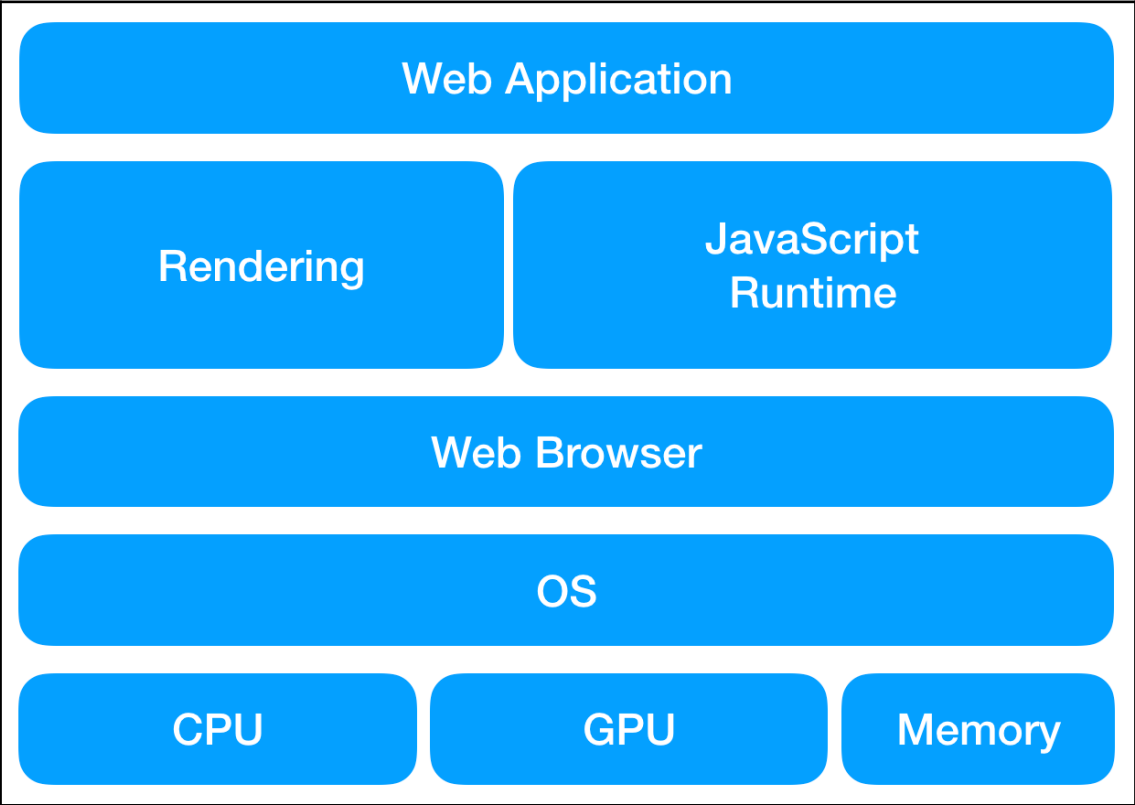 Web Application
Rendering
JavaScript
Runtime
Web Browser
OS
CPU
GPU
Memory